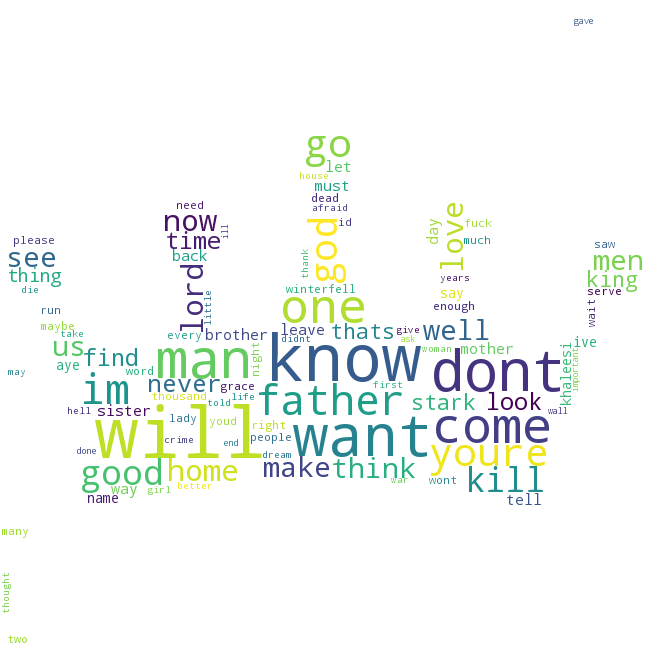 gave
go
let
house
must
dead
afraid
id
need
now
time
ill
back
lord
little
god
thank
winterfell
day
love
fuck
much
years
say
enough
please
see
thing
die
saw
men
king
serve
wait
run
maybe
take
us
aye
find
word
every
brother
one
leave
didnt
thats
give
ask
well
woman
mother
ive
khaleesi
important
may
man
night
know
dont
im
never
grace
thousand
told
life
father
first
stark
look
wall
hell
sister
lady
youd
will
right
people
want
come
crime
end
dream
youre
done
good
home
make
think
war
wont
kill
way
girl
better
name
tell
many
thought
two